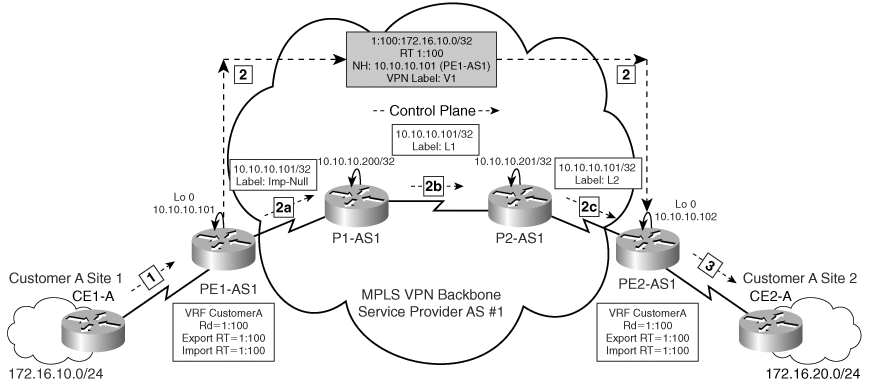 1:100:172.16.10.0/32
RT 1:100
NH: 10.10.10.101 (PE1-AS1)
VPN Label: V1
2
2
Control Plane
10.10.10.101/32
Label: L1
10.10.10.101/32
Label: Imp-Null
10.10.10.200/32
10.10.10.201/32
10.10.10.101/32
Label: L2
Lo 0
10.10.10.101
2a
2b
2c
Lo 0
10.10.10.102
P1-AS1
P2-AS1
1
3
Customer A Site 1
CE1-A
PE1-AS1
MPLS VPN Backbone
Service Provider AS #1
PE2-AS1
Customer A Site 2
CE2-A
VRF CustomerA
Rd=1:100
Export RT=1:100
Import RT=1:100
VRF CustomerA
Rd=1:100
Export RT=1:100
Import RT=1:100
172.16.10.0/24
172.16.20.0/24